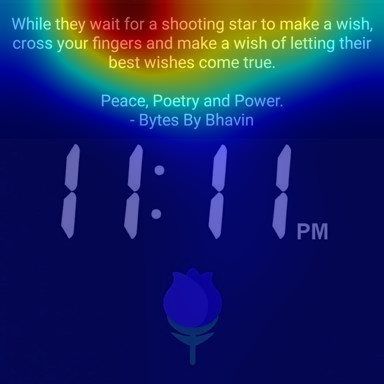 While they wait for a shooting star to make a wish,
cross your fingers and make a wish of letting their
best wishes come true.
Peace, Poetry and Power.
- Bytes By Bhavin
11:11 PM